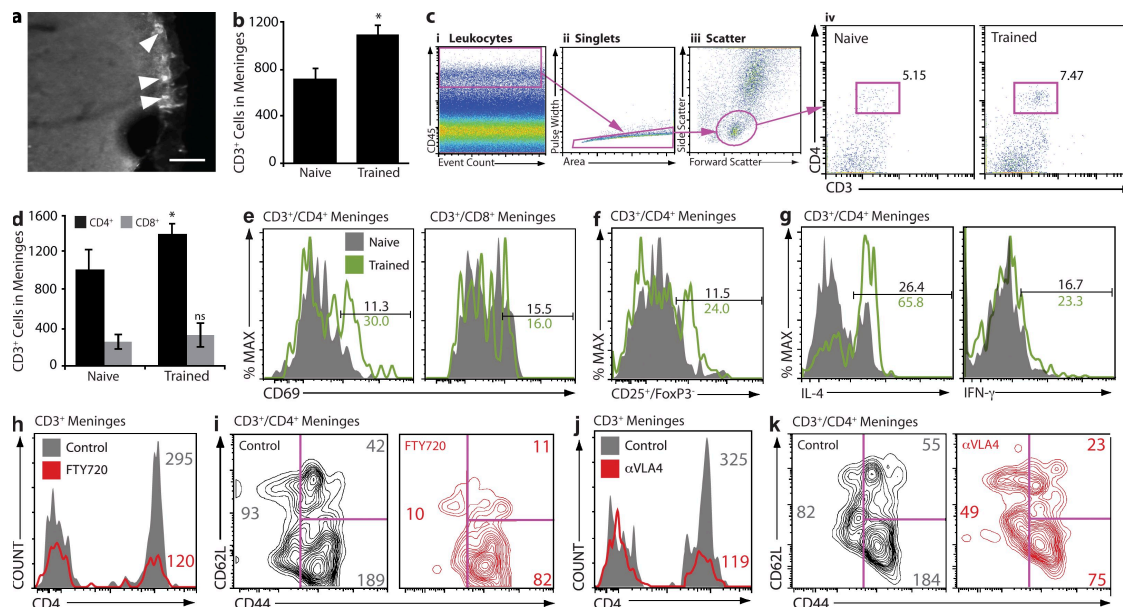 a
b
1200
800
400
0
CD3⁺ Cells in Meninges
*
Naive
Trained
c
i Leukocytes
CD45
Event Count
ii Singlets
Pulse Width
Area
iii Scatter
Side Scatter
Forward Scatter
iv
Naive
5.15
Trained
7.47
CD4
CD3
d
1600
1200
800
400
0
CD3⁺ Cells in Meninges
CD4⁺
CD8⁺
*
ns
Naive
Trained
e
CD3⁺/CD4⁺ Meninges
Naive
Trained
11.3
30.0
% MAX
CD69
CD3⁺/CD8⁺ Meninges
15.5
16.0
f
CD3⁺/CD4⁺ Meninges
11.5
24.0
% MAX
CD25⁺/FoxP3⁻
g
CD3⁺/CD4⁺ Meninges
26.4
65.8
% MAX
IL-4
16.7
23.3
IFN-γ
h
CD3⁺ Meninges
Control
FTY720
295
120
COUNT
CD4
i
CD3⁺/CD4⁺ Meninges
Control
42
93
189
FTY720
11
10
82
CD62L
CD44
j
CD3⁺ Meninges
Control
αVLA4
325
119
COUNT
CD4
k
CD3⁺/CD4⁺ Meninges
Control
55
82
184
αVLA4
23
49
75
CD62L
CD44